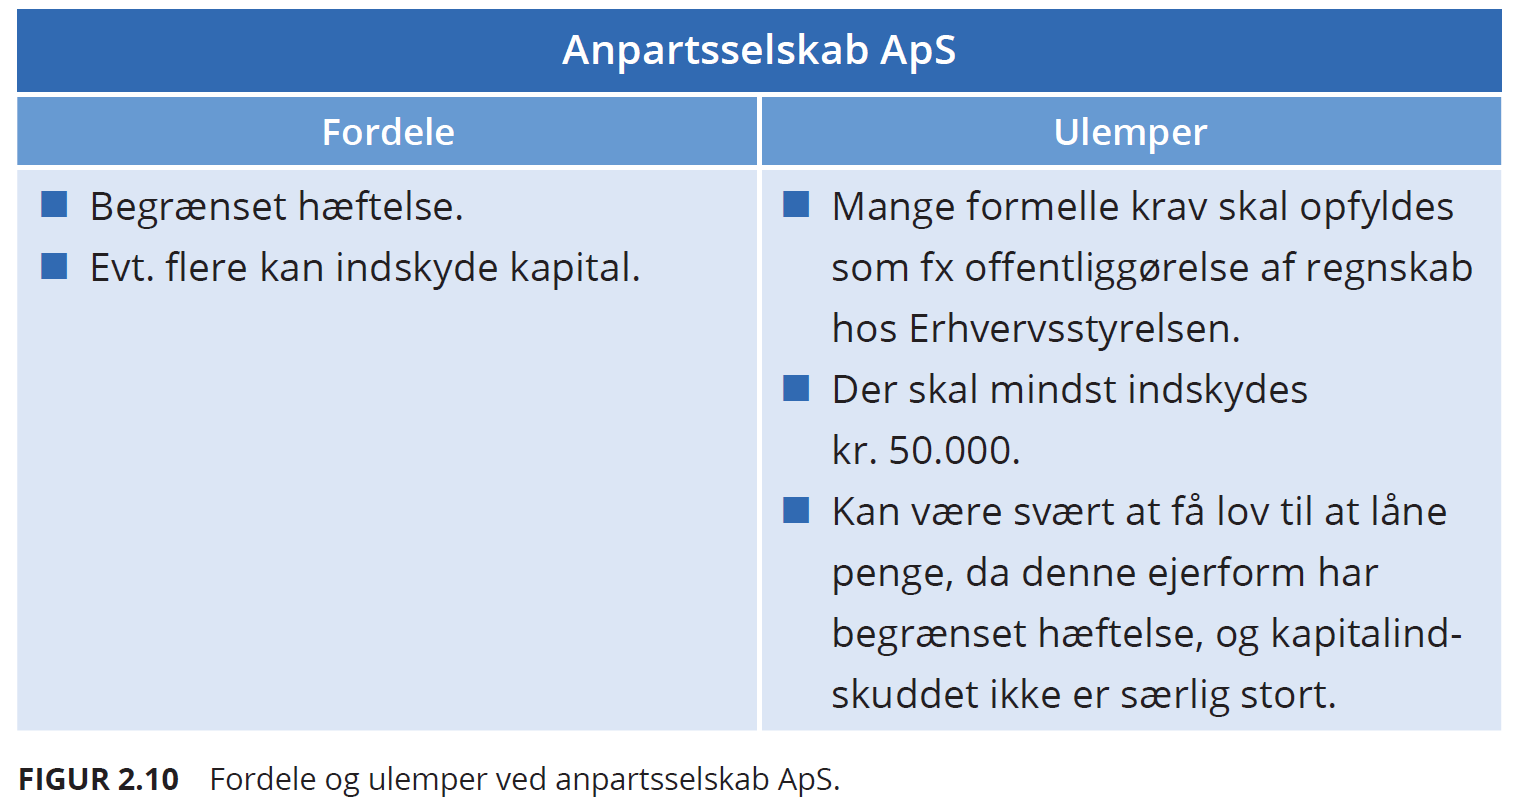 Anpartsselskab ApS
Fordele
Ulemper
Begrænset hæftelse.
Evt. flere kan indskyde kapital.
Mange formelle krav skal opfyldes
som fx offentliggørelse af regnskab
hos Erhvervsstyrelsen.
Der skal mindst indskydes
kr. 50.000.
Kan være svært at få lov til at låne
penge, da denne ejerform har
begrænset hæftelse, og kapitalind-
skuddet ikke er særlig stort.
FIGUR 2.10 Fordele og ulemper ved anpartsselskab ApS.